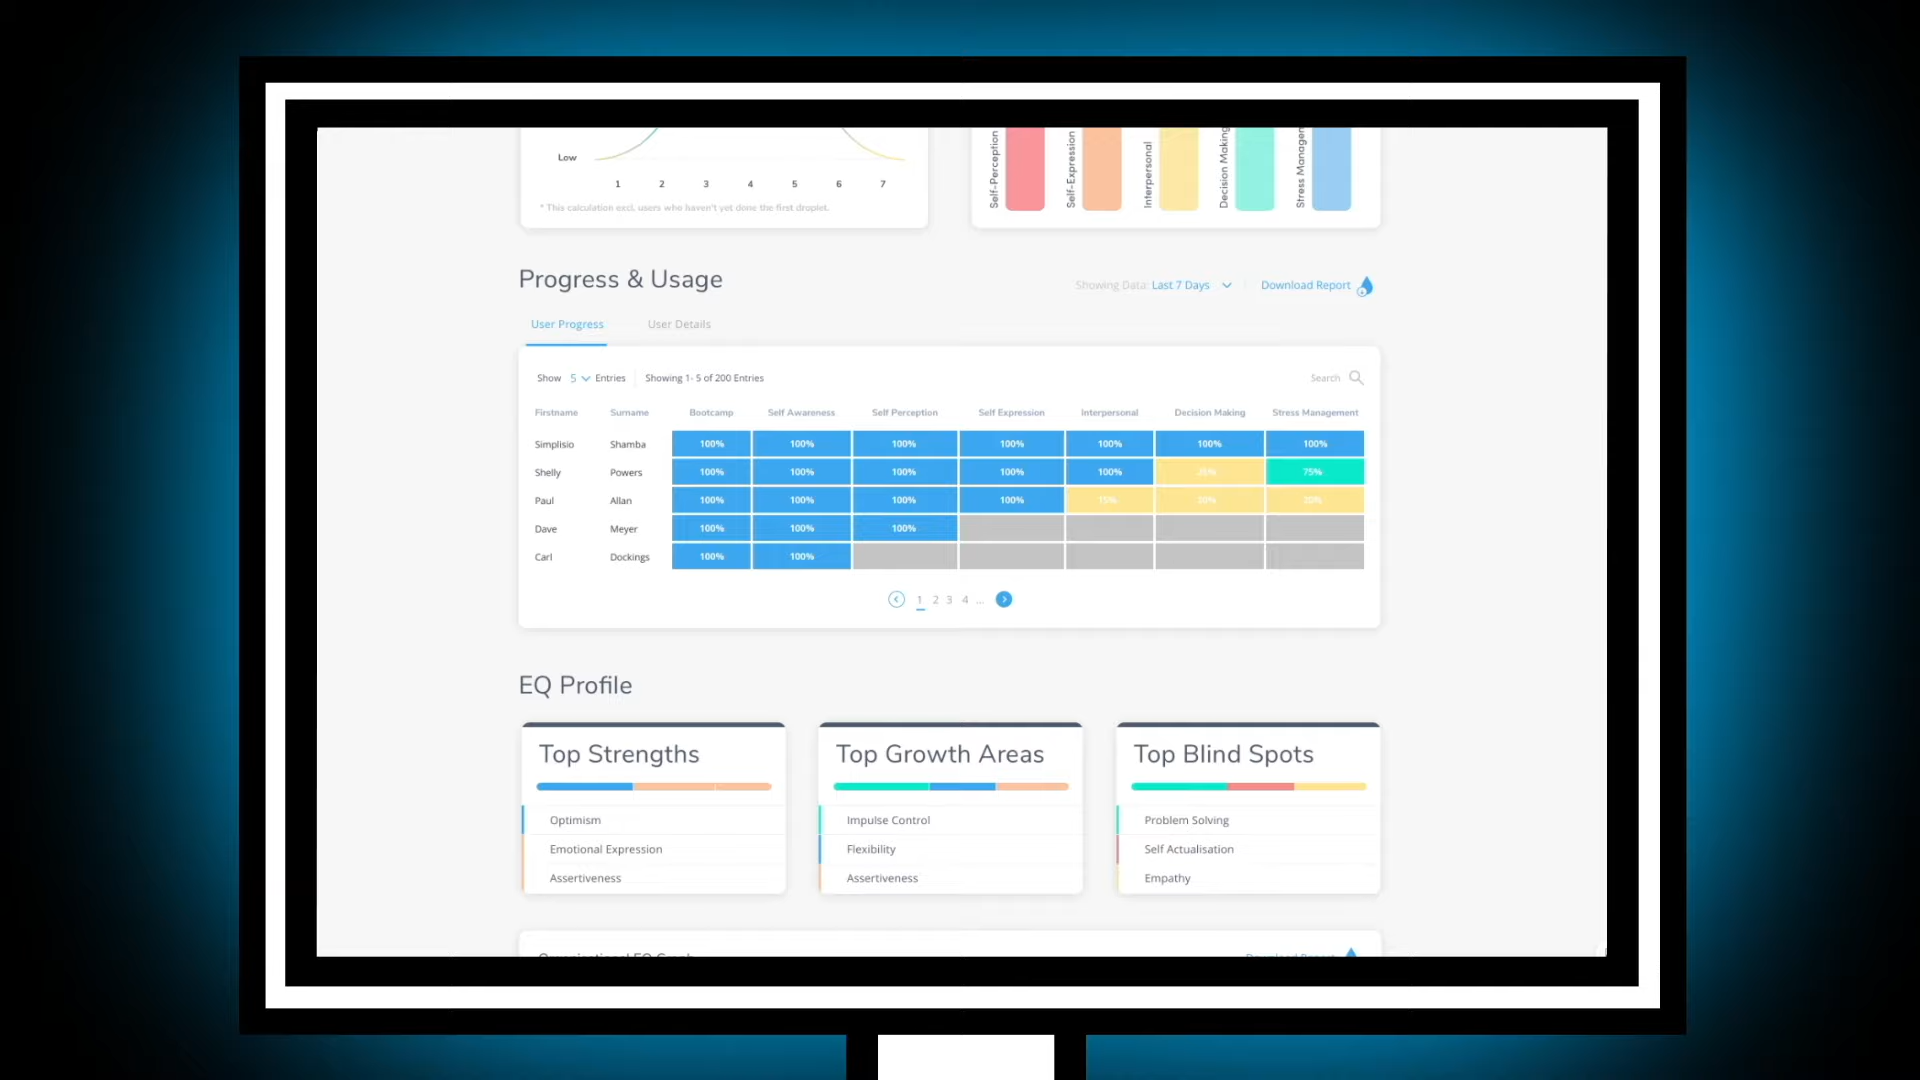 Low
1 2 3 4 5 6 7
* This calculation excl. users who haven't yet done the first droplet.
Self-Perception
Self-Expression
Interpersonal
Decision Making
Stress Managem
Progress & Usage
Showing Data: Last 7 Days
Download Report
User Progress User Details
Show 5 Entries Showing 1- 5 of 200 Entries Search
Firstname Surname Bootcamp Self Awareness Self Perception Self Expression Interpersonal Decision Making Stress Management
Simplisio Shamba 100% 100% 100% 100% 100% 100% 100%
Shelly Powers 100% 100% 100% 100% 100% 75%
Paul Allan 100% 100% 100% 100% 15%
Dave Meyer 100% 100% 100%
Carl Dockings 100% 100%
1 2 3 4 ...
EQ Profile
Top Strengths
Optimism
Emotional Expression
Assertiveness
Top Growth Areas
Impulse Control
Flexibility
Assertiveness
Top Blind Spots
Problem Solving
Self Actualisation
Empathy